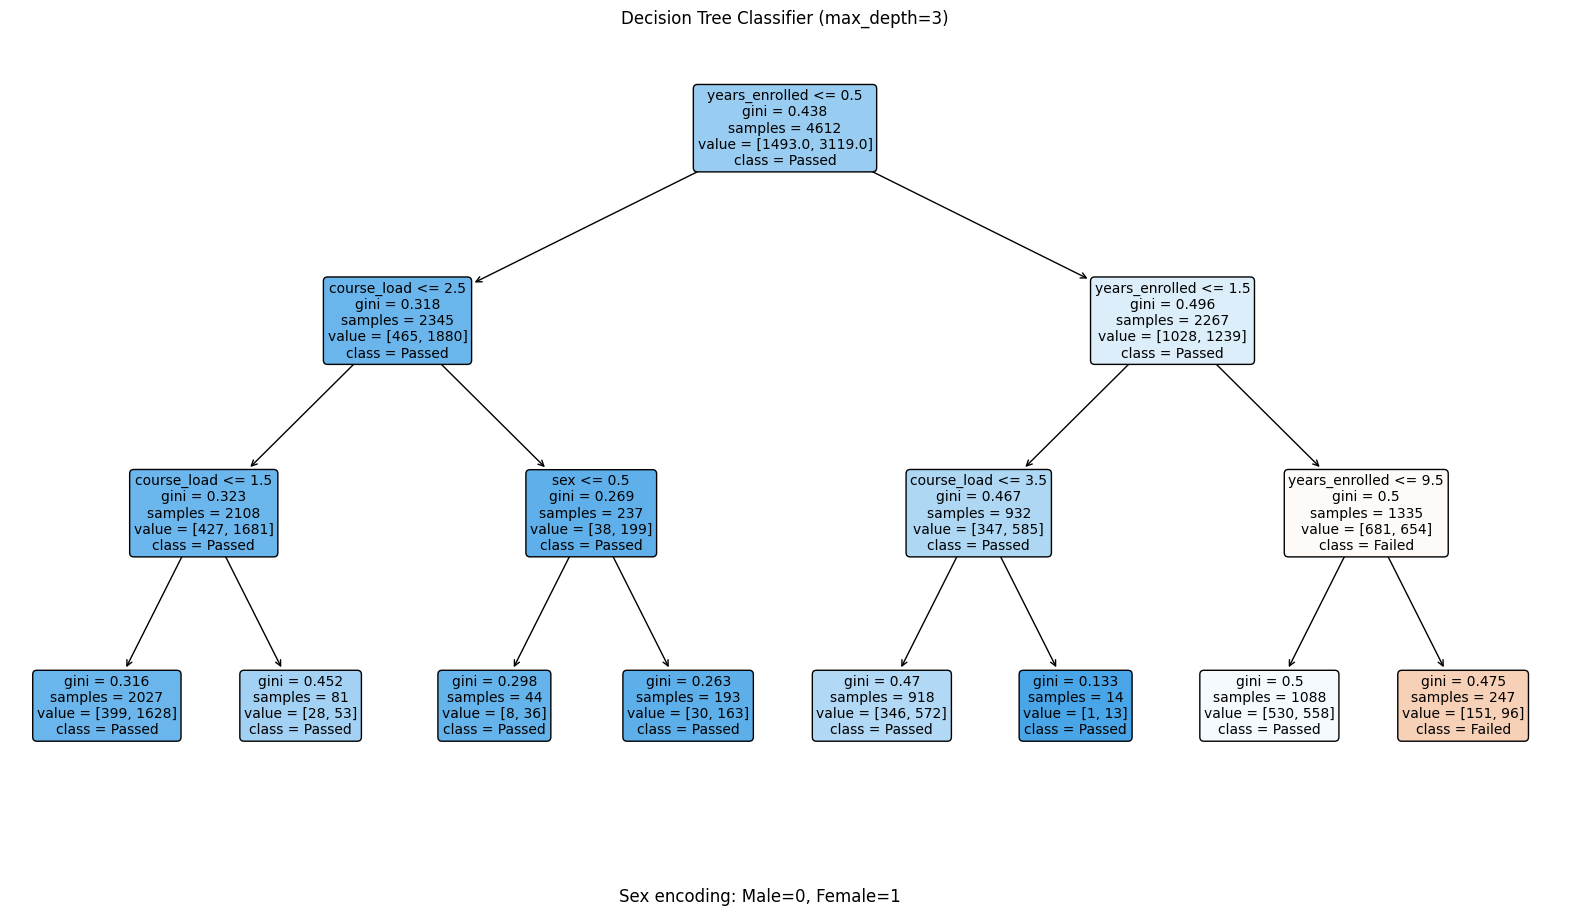 Decision Tree Classifier (max_depth=3)
years_enrolled <= 0.5
gini = 0.438
samples = 4612
value = [1493.0, 3119.0]
class = Passed
course_load <= 2.5
gini = 0.318
samples = 2345
value = [465, 1880]
class = Passed
years_enrolled <= 1.5
gini = 0.496
samples = 2267
value = [1028, 1239]
class = Passed
course_load <= 1.5
gini = 0.323
samples = 2108
value = [427, 1681]
class = Passed
sex <= 0.5
gini = 0.269
samples = 237
value = [38, 199]
class = Passed
course_load <= 3.5
gini = 0.467
samples = 932
value = [347, 585]
class = Passed
years_enrolled <= 9.5
gini = 0.5
samples = 1335
value = [681, 654]
class = Failed
gini = 0.316
samples = 2027
value = [399, 1628]
class = Passed
gini = 0.452
samples = 81
value = [28, 53]
class = Passed
gini = 0.298
samples = 44
value = [8, 36]
class = Passed
gini = 0.263
samples = 193
value = [30, 163]
class = Passed
gini = 0.47
samples = 918
value = [346, 572]
class = Passed
gini = 0.133
samples = 14
value = [1, 13]
class = Passed
gini = 0.5
samples = 1088
value = [530, 558]
class = Passed
gini = 0.475
samples = 247
value = [151, 96]
class = Failed
Sex encoding: Male=0, Female=1